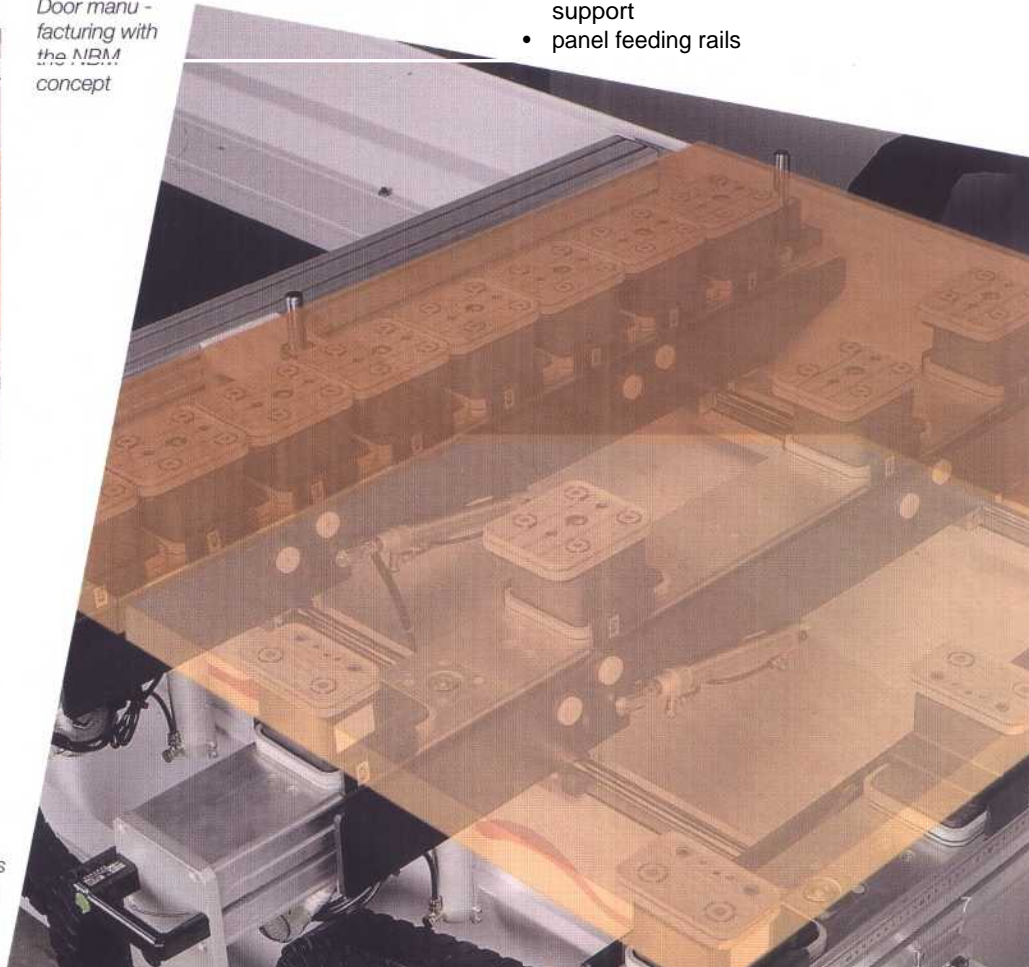 Door manu -
facturing with
the NBM
concept
support
• panel feeding rails
s